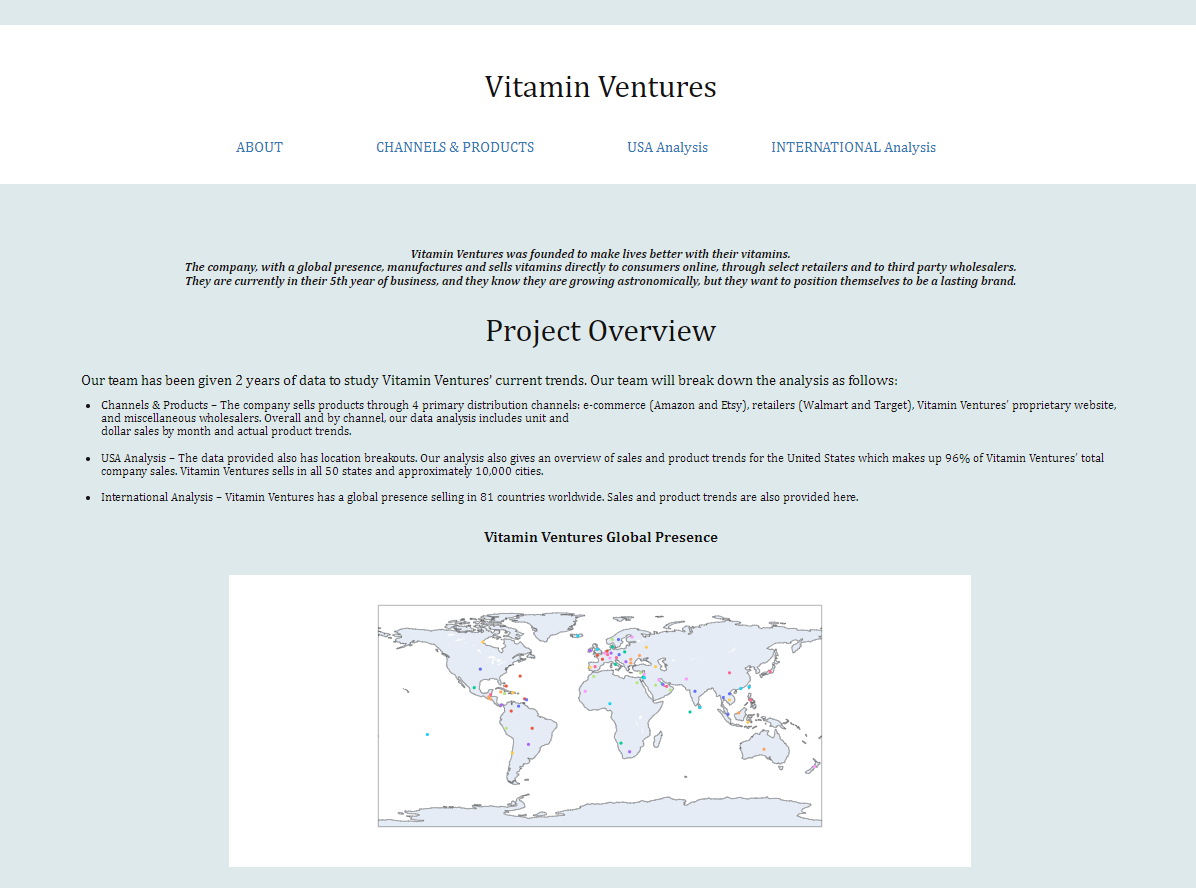 Vitamin Ventures
ABOUT CHANNELS & PRODUCTS USA Analysis INTERNATIONAL Analysis
Vitamin Ventures was founded to make lives better with their vitamins.
The company, with a global presence, manufactures and sells vitamins directly to consumers online, through select retailers and to third party wholesalers.
They are currently in their 5th year of business, and they know they are growing astronomically, but they want to position themselves to be a lasting brand.
Project Overview
Our team has been given 2 years of data to study Vitamin Ventures' current trends. Our team will break down the analysis as follows:
• Channels & Products – The company sells products through 4 primary distribution channels: e-commerce (Amazon and Etsy), retailers (Walmart and Target), Vitamin Ventures' proprietary website,
and miscellaneous wholesalers. Overall and by channel, our data analysis includes unit and
dollar sales by month and actual product trends.
• USA Analysis – The data provided also has location breakouts. Our analysis also gives an overview of sales and product trends for the United States which makes up 96% of Vitamin Ventures' total
company sales. Vitamin Ventures sells in all 50 states and approximately 10,000 cities.
• International Analysis – Vitamin Ventures has a global presence selling in 81 countries worldwide. Sales and product trends are also provided here.
Vitamin Ventures Global Presence